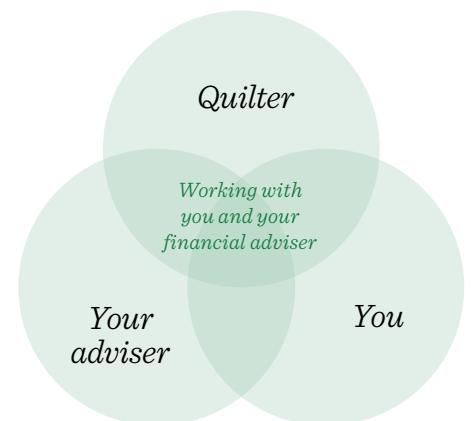 Quilter
Working with
you and your
financial adviser
Your
adviser
You